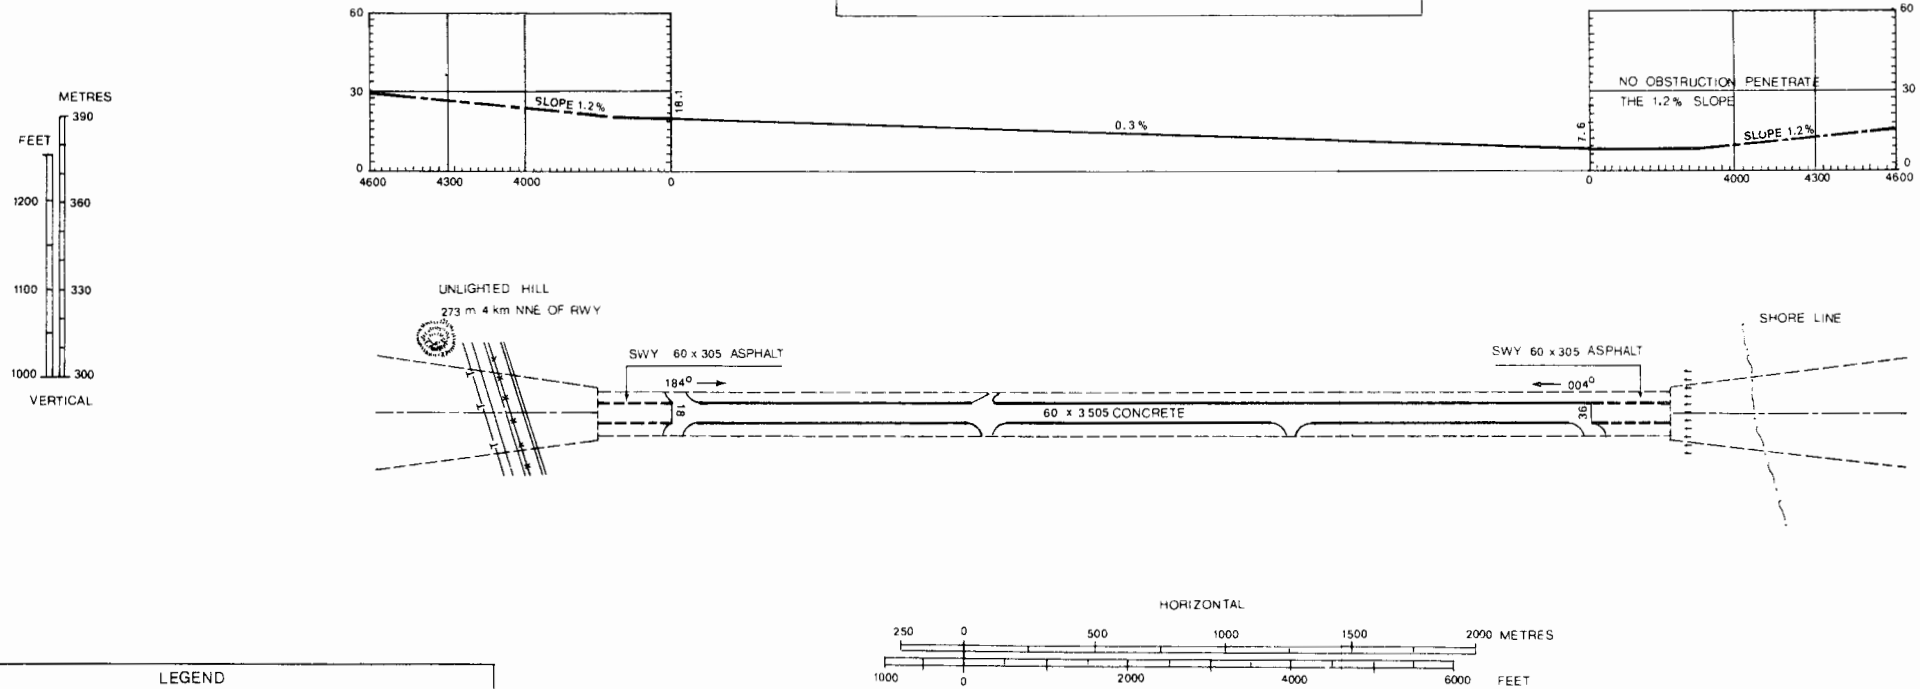 60
60
NO OBSTRUCTION PENETRATE
THE 1.2% SLOPE
30
30
SLOPE 1.2%
18.1
0.3%
7.6
SLOPE 1.2%
0
0
4600
4300
4000
0
0
4000
4300
4600
METRES
390
FEET
1200
360
1100
330
1000
300
VERTICAL
UNLIGHTED HILL
273 m 4 km NNE OF RWY
SHORE LINE
SWY 60 x 305 ASPHALT
SWY 60 x 305 ASPHALT
184°
004°
18
60 x 3505 CONCRETE
36
HORIZONTAL
250
0
500
1000
1500
2000 METRES
1000
0
2000
4000
6000
FEET
LEGEND